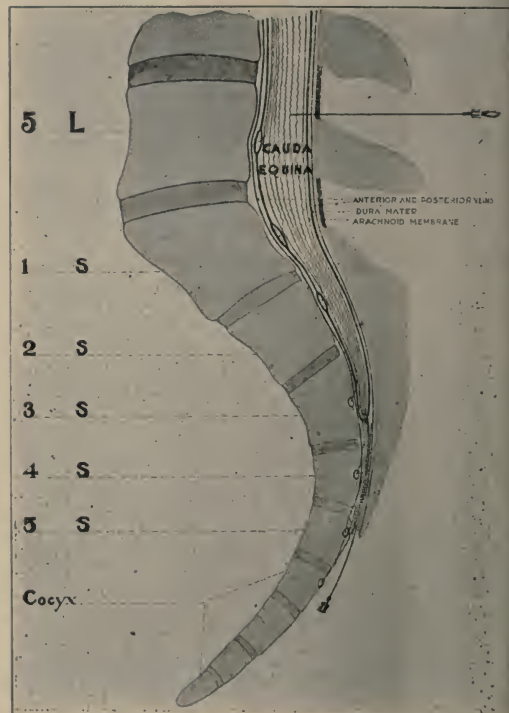 5 L
CAUDA
EQUINA
ANTERIOR AND POSTERIOR
DURA MATER
ARACHNOID MEMBRANE
1 S
2 S
3 S
4 S
5 S
Cocyx